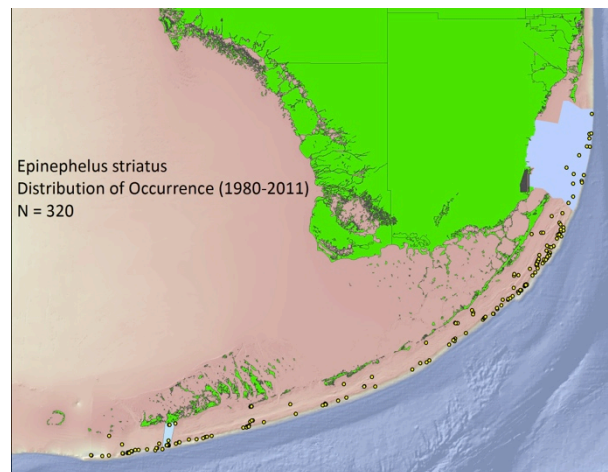 Epinephelus striatus
Distribution of Occurrence (1980-2011)
N = 320